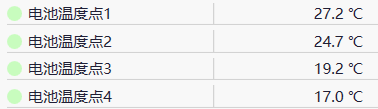 电池温度点1 27.2 ℃
电池温度点2 24.7 ℃
电池温度点3 19.2 ℃
电池温度点4 17.0 ℃